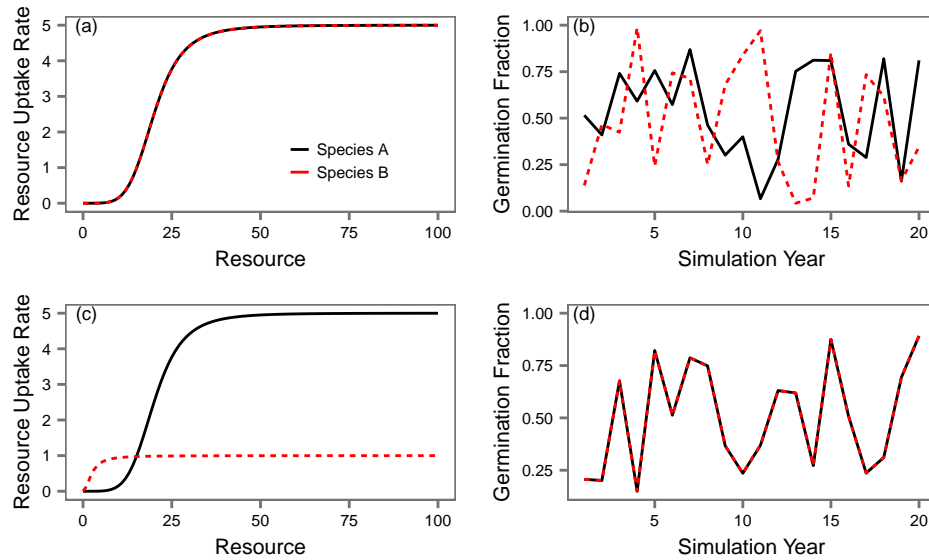 (a)
Resource Uptake Rate
5
4
3
2
1
0
Species A
Species B
0 25 50 75 100
Resource
(b)
Germination Fraction
1.00
0.75
0.50
0.25
0.00
5 10 15 20
Simulation Year
(c)
Resource Uptake Rate
5
4
3
2
1
0
0 25 50 75 100
Resource
(d)
Germination Fraction
1.00
0.75
0.50
0.25
5 10 15 20
Simulation Year